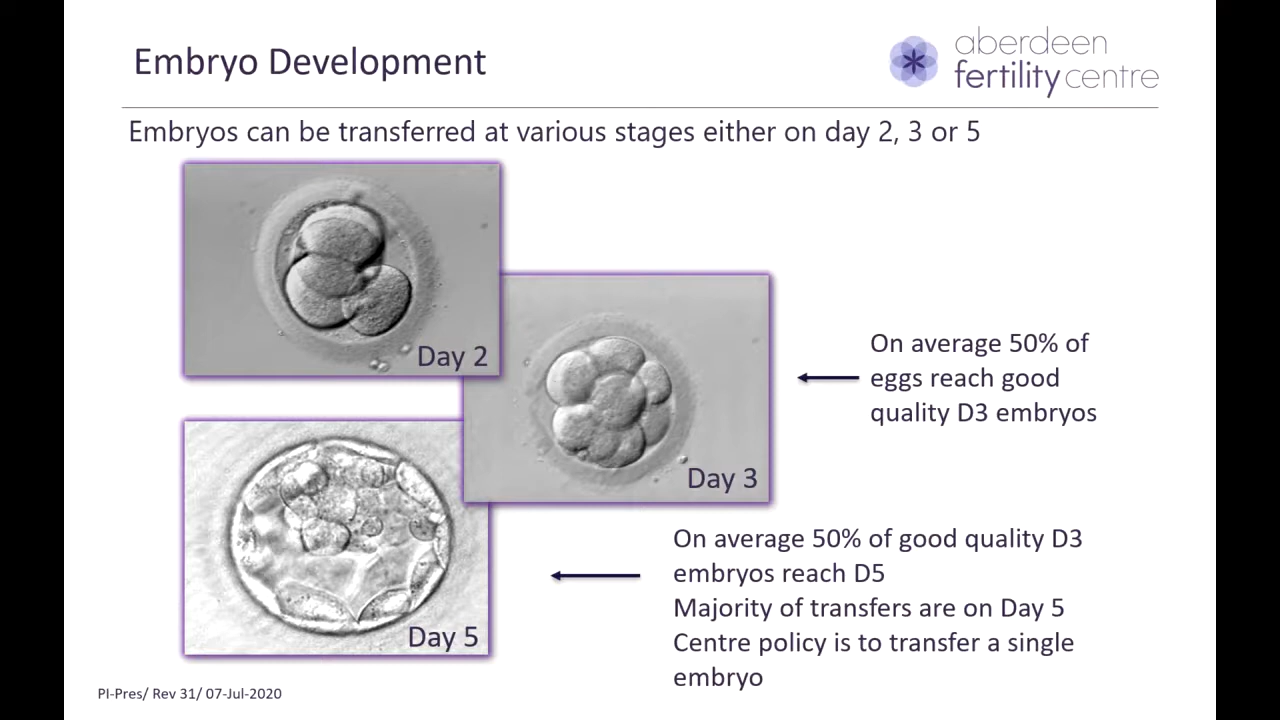 Embryo Development
aberdeen
fertility centre
Embryos can be transferred at various stages either on day 2, 3 or 5
Day 2
On average 50% of
eggs reach good
quality D3 embryos
Day 3
On average 50% of good quality D3
embryos reach D5
Majority of transfers are on Day 5
Centre policy is to transfer a single
embryo
Day 5
PI-Pres/ Rev 31/ 07-Jul-2020